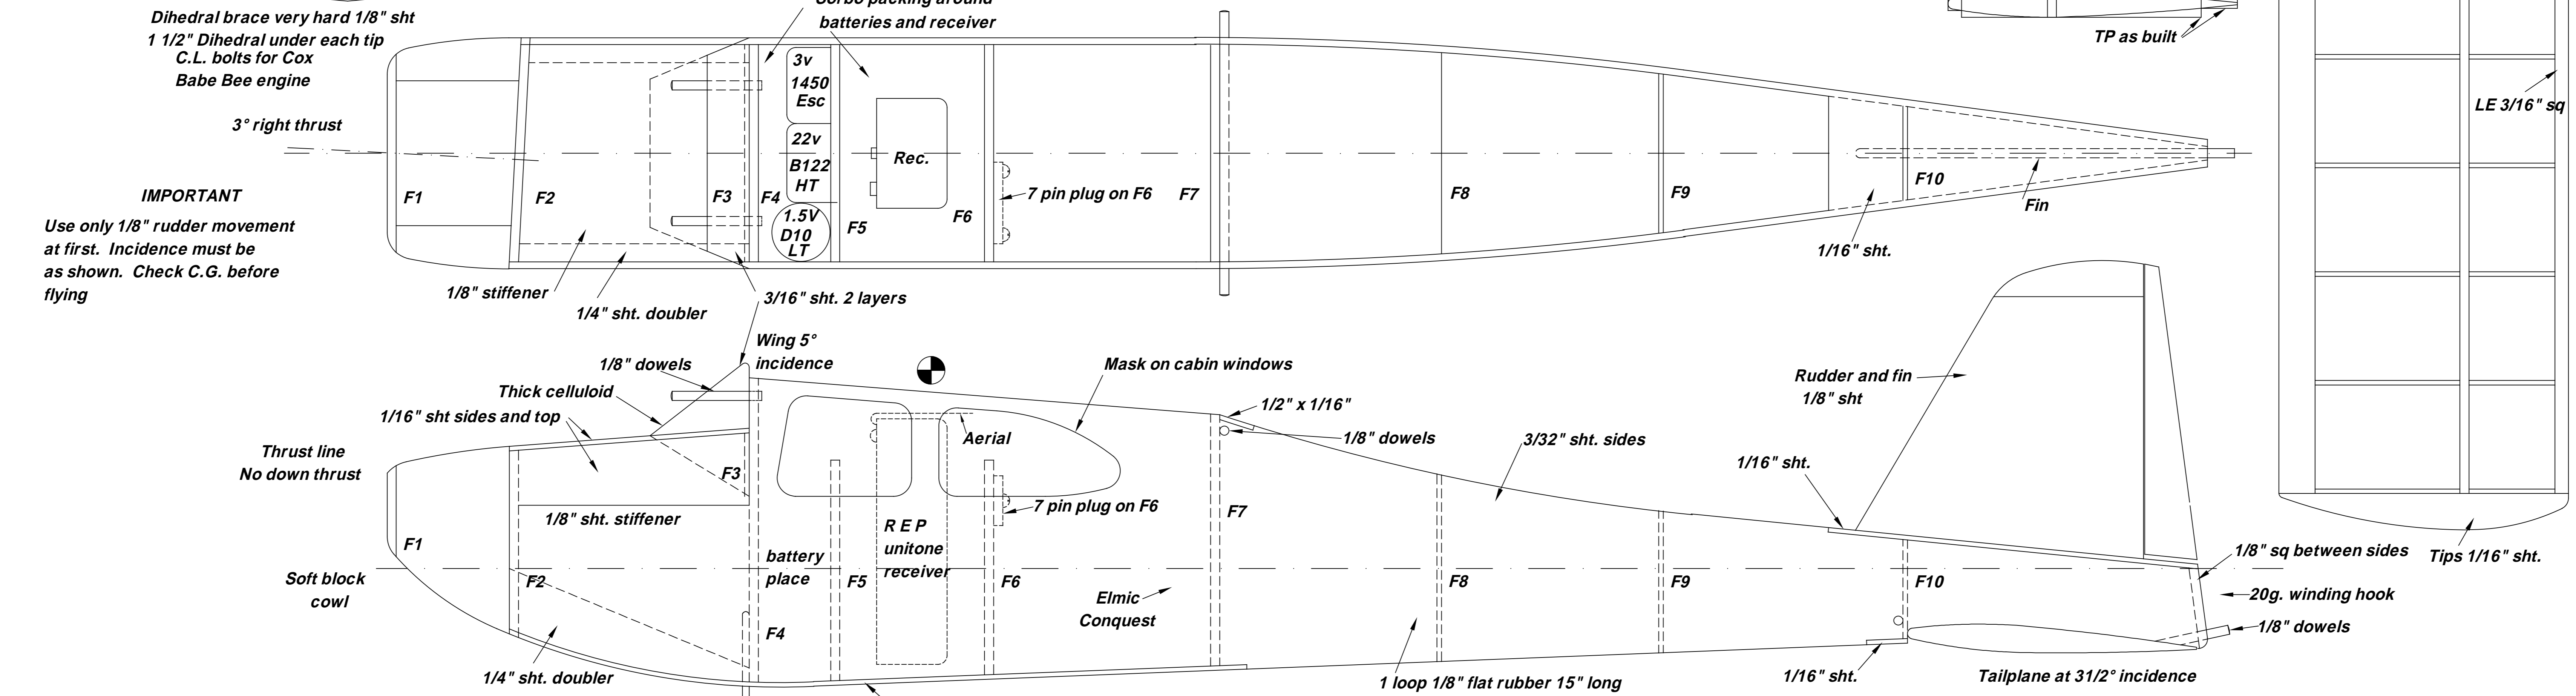 Dihedral brace very hard 1/8" sht
1 1/2" Dihedral under each tip
C.L. bolts for Cox
Babe Bee engine
packing around
batteries and receiver
TP as built
LE 3/16" sq
3° right thrust
3v
1450
Esc
22v
B122
HT
1.5V
D10
LT
Rec.
7 pin plug on F6
F1
F2
F3
F4
F5
F6
F7
F8
F9
F10
Fin
1/16" sht.
IMPORTANT
Use only 1/8" rudder movement
at first. Incidence must be
as shown. Check C.G. before
flying
1/8" stiffener
1/4" sht. doubler
3/16" sht. 2 layers
Wing 5°
incidence
1/8" dowels
Thick celluloid
1/16" sht sides and top
Mask on cabin windows
1/2" x 1/16"
1/8" dowels
Aerial
3/32" sht. sides
1/16" sht.
Rudder and fin
1/8" sht
Thrust line
No down thrust
F3
1/8" sht. stiffener
7 pin plug on F6
R E P
unitone
receiver
battery
place
F1
F2
F4
F5
F6
F7
F8
F9
F10
Soft block
cowl
Elmic
Conquest
1/8" sq between sides
Tips 1/16" sht.
20g. winding hook
1/8" dowels
1/4" sht. doubler
1 loop 1/8" flat rubber 15" long
1/16" sht.
Tailplane at 31/2° incidence